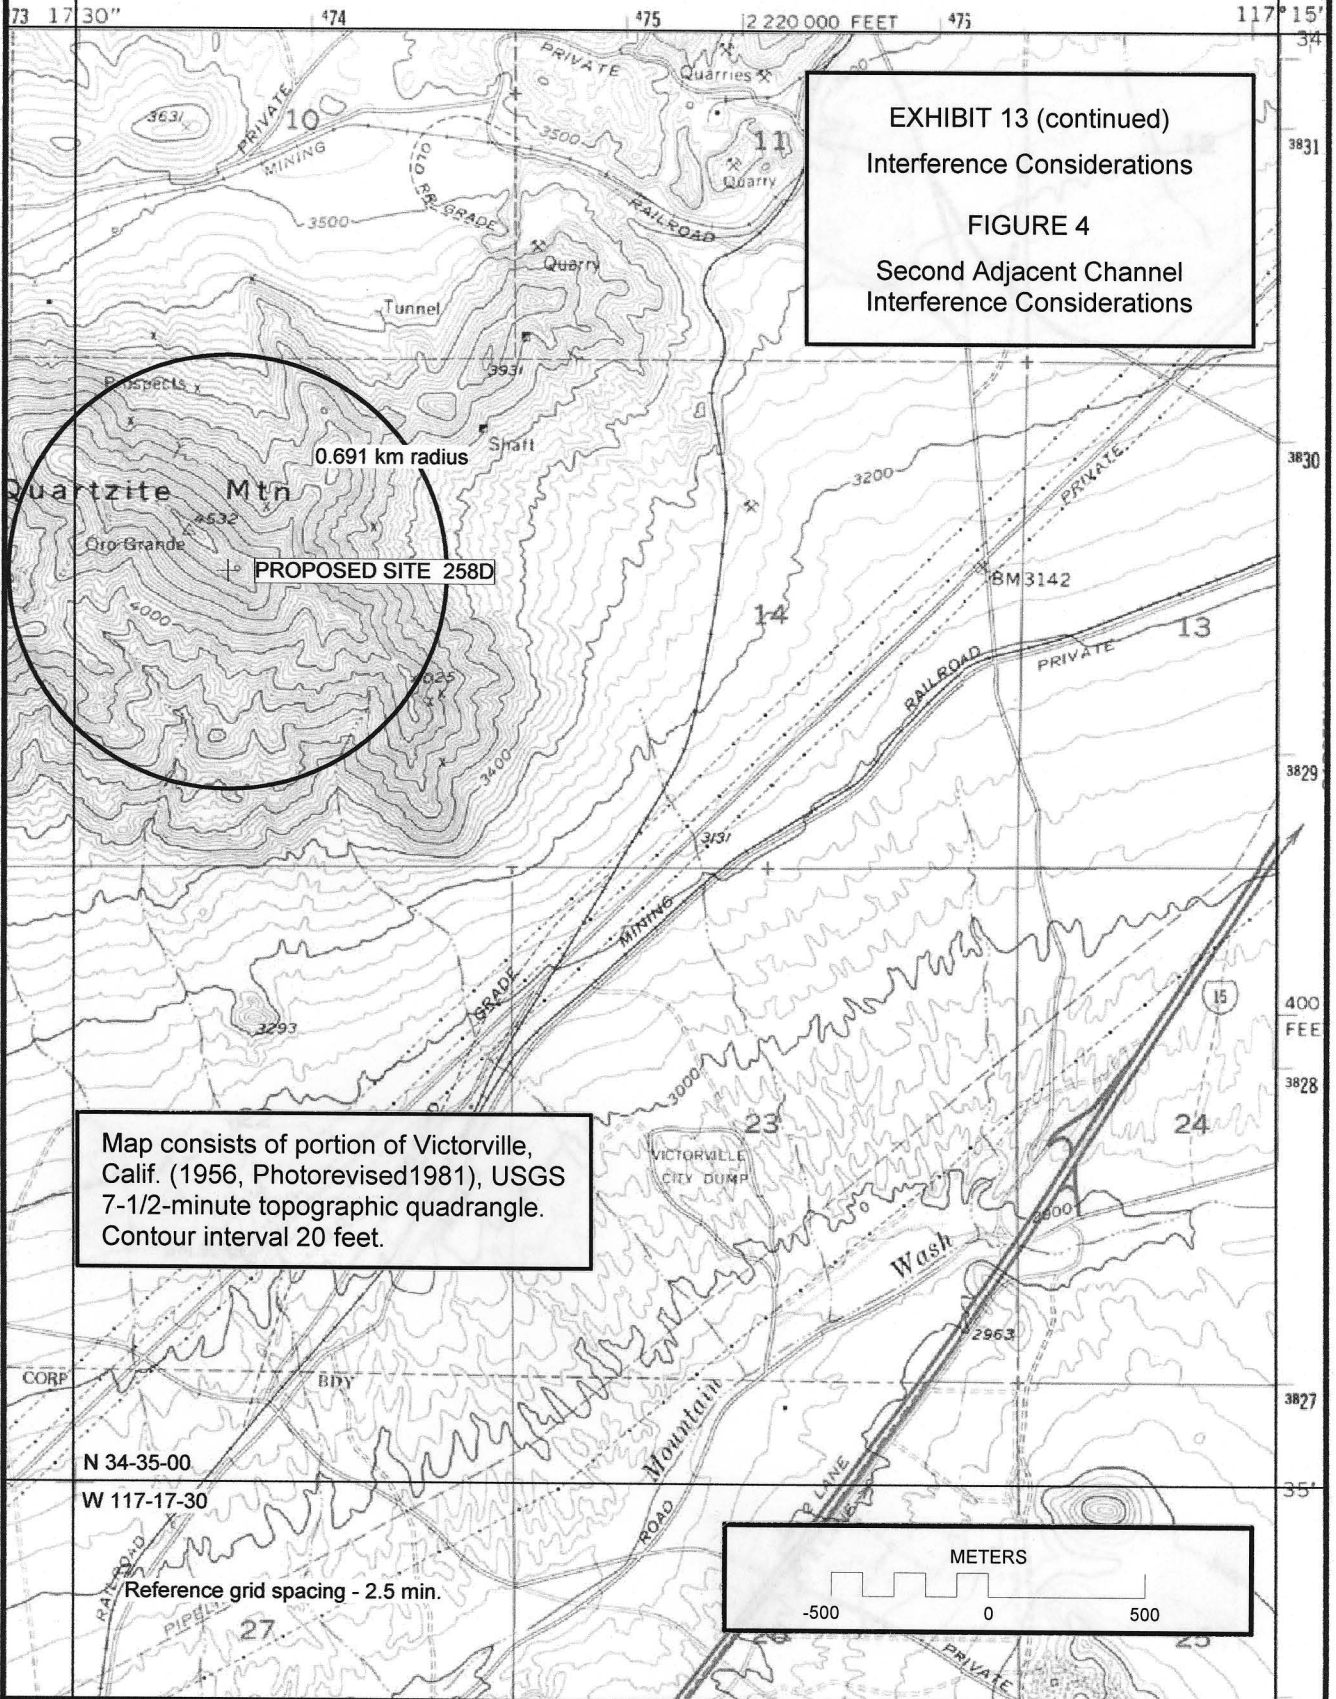 73 17'30"
474
475
2 220 000 FEET
476
117° 15'
34
PRIVATE
Quarries
3631
PRIVATE
10
MINING
3500
11
Quarry
OLD RR GRADE
RAILROAD
3500
Quarry
Tunnel
EXHIBIT 13 (continued)
Interference Considerations
FIGURE 4
Second Adjacent Channel
Interference Considerations
3831
Prospects
3931
Shaft
0.691 km radius
3830
3200
PRIVATE
Quartzite Mtn
4532
Oro Grande
PROPOSED SITE 258D
BM3142
4000
14
13
RAILROAD
PRIVATE
3400
3829
3131
MINING
GRADE
3293
15
400
FEE
3828
3000
23
24
VICTORVILLE
CITY DUMP
Map consists of portion of Victorville,
Calif. (1956, Photorevised1981), USGS
7-1/2-minute topographic quadrangle.
Contour interval 20 feet.
Wash
2963
CORP
BDY
3827
Mountain
N 34-35-00
W 117-17-30
35'
LANE
ROAD
RAILROAD
Reference grid spacing - 2.5 min.
27
METERS
-500
0
500
25
PRIVATE